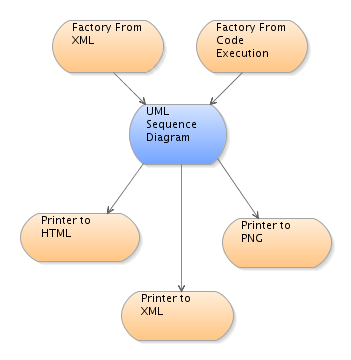 Factory From
XML
Factory From
Code
Execution
UML
Sequence
Diagram
Printer to
HTML
Printer to
PNG
Printer to
XML